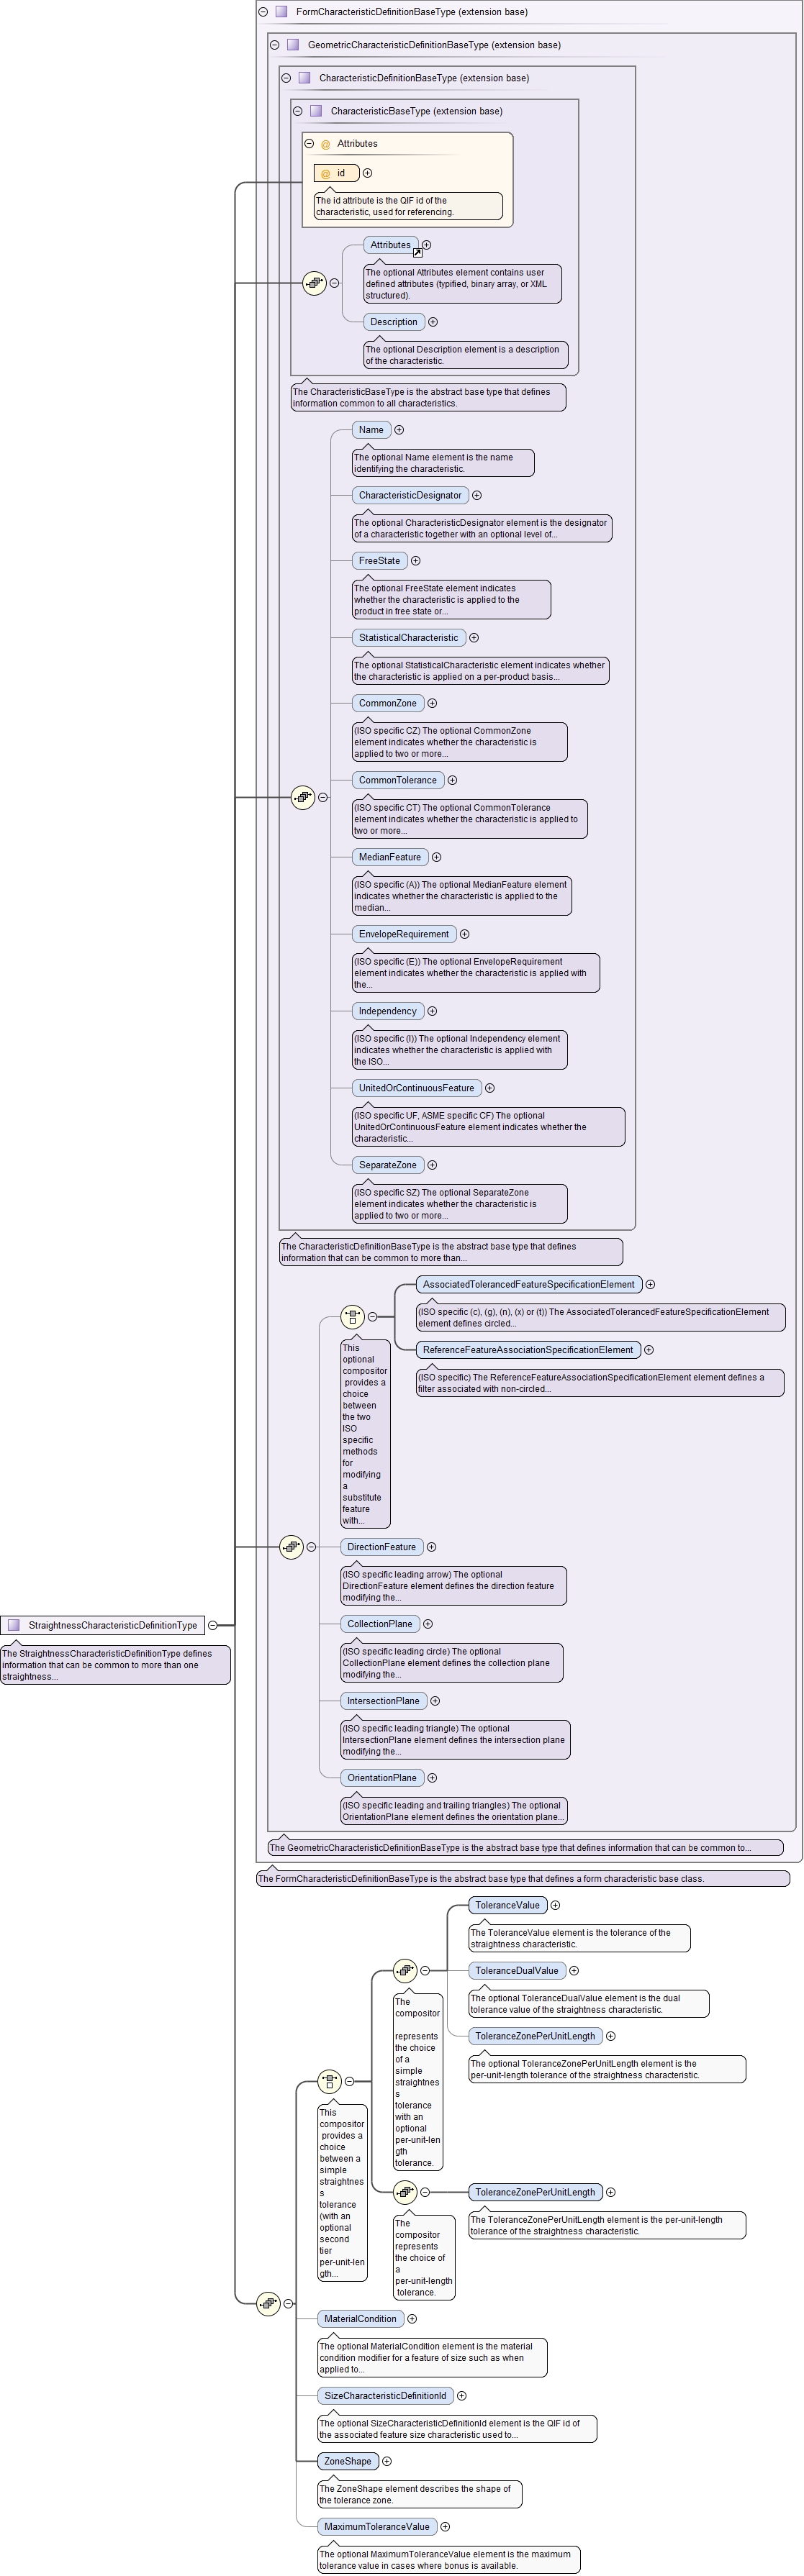 FormCharacteristicDefinitionBaseType (extension base)
GeometricCharacteristicDefinitionBaseType (extension base)
CharacteristicDefinitionBaseType (extension base)
CharacteristicBaseType (extension base)
@ Attributes
@ id
The id attribute is the QIF id of the
characteristic, used for referencing.
Attributes
The optional Attributes element contains user
defined attributes (typified, binary array, or XML
structured).
Description
The optional Description element is a description
of the characteristic.
The CharacteristicBaseType is the abstract base type that defines
information common to all characteristics.
Name
The optional Name element is the name
identifying the characteristic.
CharacteristicDesignator
The optional CharacteristicDesignator element is the designator
of a characteristic together with an optional level of...
FreeState
The optional FreeState element indicates
whether the characteristic is applied to the
product in free state or...
StatisticalCharacteristic
The optional StatisticalCharacteristic element indicates whether
the characteristic is applied on a per-product basis...
CommonZone
(ISO specific CZ) The optional CommonZone
element indicates whether the characteristic is
applied to two or more...
CommonTolerance
(ISO specific CT) The optional CommonTolerance
element indicates whether the characteristic is applied to
two or more...
MedianFeature
(ISO specific (A)) The optional MedianFeature element
indicates whether the characteristic is applied to the
median...
EnvelopeRequirement
(ISO specific (E)) The optional EnvelopeRequirement
element indicates whether the characteristic is applied with
the...
Independency
(ISO specific (I)) The optional Independency element
indicates whether the characteristic is applied with
the ISO...
UnitedOrContinuousFeature
(ISO specific UF, ASME specific CF) The optional
UnitedOrContinuousFeature element indicates whether the
characteristic...
SeparateZone
(ISO specific SZ) The optional SeparateZone
element indicates whether the characteristic is
applied to two or more...
The CharacteristicDefinitionBaseType is the abstract base type that defines
information that can be common to more than...
AssociatedTolerancedFeatureSpecificationElement
(ISO specific (c), (g), (n), (x) or (t)) The AssociatedTolerancedFeatureSpecificationElement
element defines circled...
ReferenceFeatureAssociationSpecificationElement
(ISO specific) The ReferenceFeatureAssociationSpecificationElement element defines a
filter associated with non-circled...
This
optional
compositor
provides a
choice
between
the two
ISO
specific
methods
for
modifying
a
substitute
feature
with...
DirectionFeature
(ISO specific leading arrow) The optional
DirectionFeature element defines the direction feature
modifying the...
StraightnessCharacteristicDefinitionType
The StraightnessCharacteristicDefinitionType defines
information that can be common to more than one
straightness...
CollectionPlane
(ISO specific leading circle) The optional
CollectionPlane element defines the collection plane
modifying the...
IntersectionPlane
(ISO specific leading triangle) The optional
IntersectionPlane element defines the intersection plane
modifying the...
OrientationPlane
(ISO specific leading and trailing triangles) The optional
OrientationPlane element defines the orientation plane...
The GeometricCharacteristicDefinitionBaseType is the abstract base type that defines information that can be common to...
The FormCharacteristicDefinitionBaseType is the abstract base type that defines a form characteristic base class.
ToleranceValue
The ToleranceValue element is the tolerance of the
straightness characteristic.
ToleranceDualValue
The optional ToleranceDualValue element is the dual
tolerance value of the straightness characteristic.
ToleranceZonePerUnitLength
The optional ToleranceZonePerUnitLength element is the
per-unit-length tolerance of the straightness characteristic.
The
compositor
represents
the choice
of a
simple
straightnes
s
tolerance
with an
optional
per-unit-len
gth
tolerance.
This
compositor
provides a
choice
between a
simple
straightnes
s
tolerance
(with an
optional
second
tier
per-unit-len
gth...
ToleranceZonePerUnitLength
The ToleranceZonePerUnitLength element is the per-unit-length
tolerance of the straightness characteristic.
The
compositor
represents
the choice of
a
per-unit-length
tolerance.
MaterialCondition
The optional MaterialCondition element is the material
condition modifier for a feature of size such as when
applied to...
SizeCharacteristicDefinitionId
The optional SizeCharacteristicDefinitionId element is the QIF id of
the associated feature size characteristic used to...
ZoneShape
The ZoneShape element describes the shape of
the tolerance zone.
MaximumToleranceValue
The optional MaximumToleranceValue element is the maximum
tolerance value in cases where bonus is available.